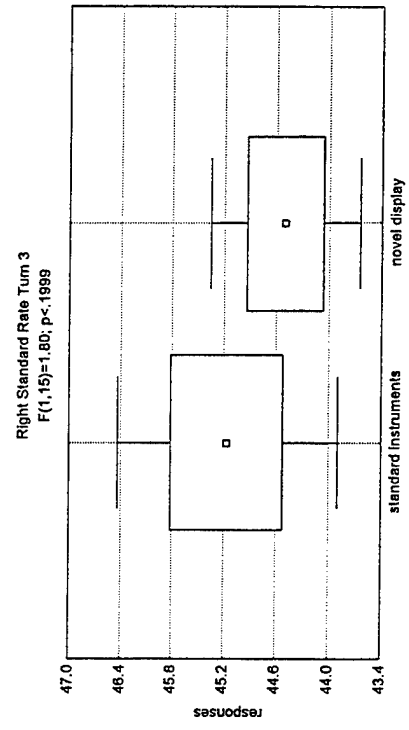 Right Standard Rate Turn 3
F(1,15)=1.80; p<.1999
responses
47.0
46.4
45.8
45.2
44.6
44.0
43.4
standard instruments
novel display